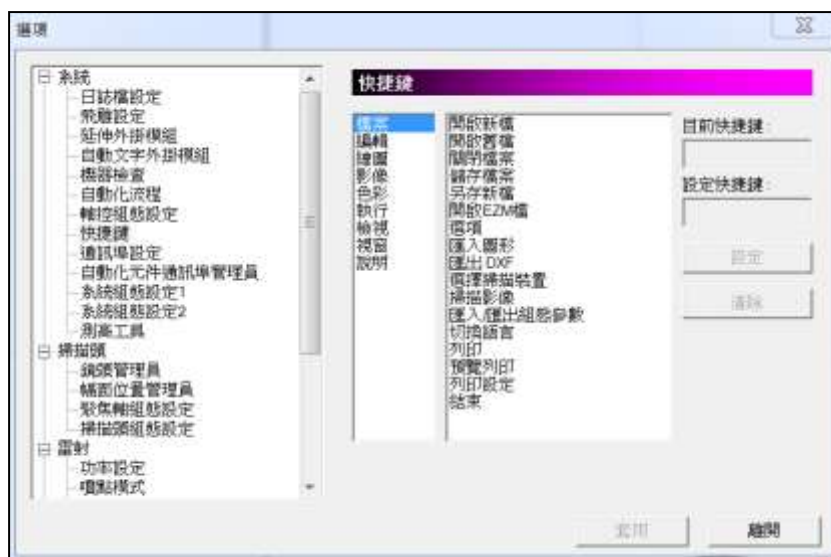 選項
系統
日誌檔設定
飛雕設定
延伸外掛模組
自動文字外掛模組
機器檢查
自動化流程
軸控組態設定
快捷鍵
通訊埠設定
自動化元件通訊埠管理員
系統組態設定1
系統組態設定2
測高工具
掃描頭
鏡頭管理員
幅面位置管理員
聚焦軸組態設定
掃描頭組態設定
雷射
功率設定
噴點模式
快捷鍵
檔案
編輯
繪圖
影像
色彩
執行
檢視
視窗
說明
開啟新檔
開啟舊檔
關閉檔案
儲存檔案
另存新檔
開啟EZM檔
選項
匯入圖形
匯出 DXF
選擇掃描裝置
掃描影像
匯入/匯出組態參數
切換語言
列印
預覽列印
列印設定
結束
目前快捷鍵:
設定快捷鍵:
設定
清除
套用
離開